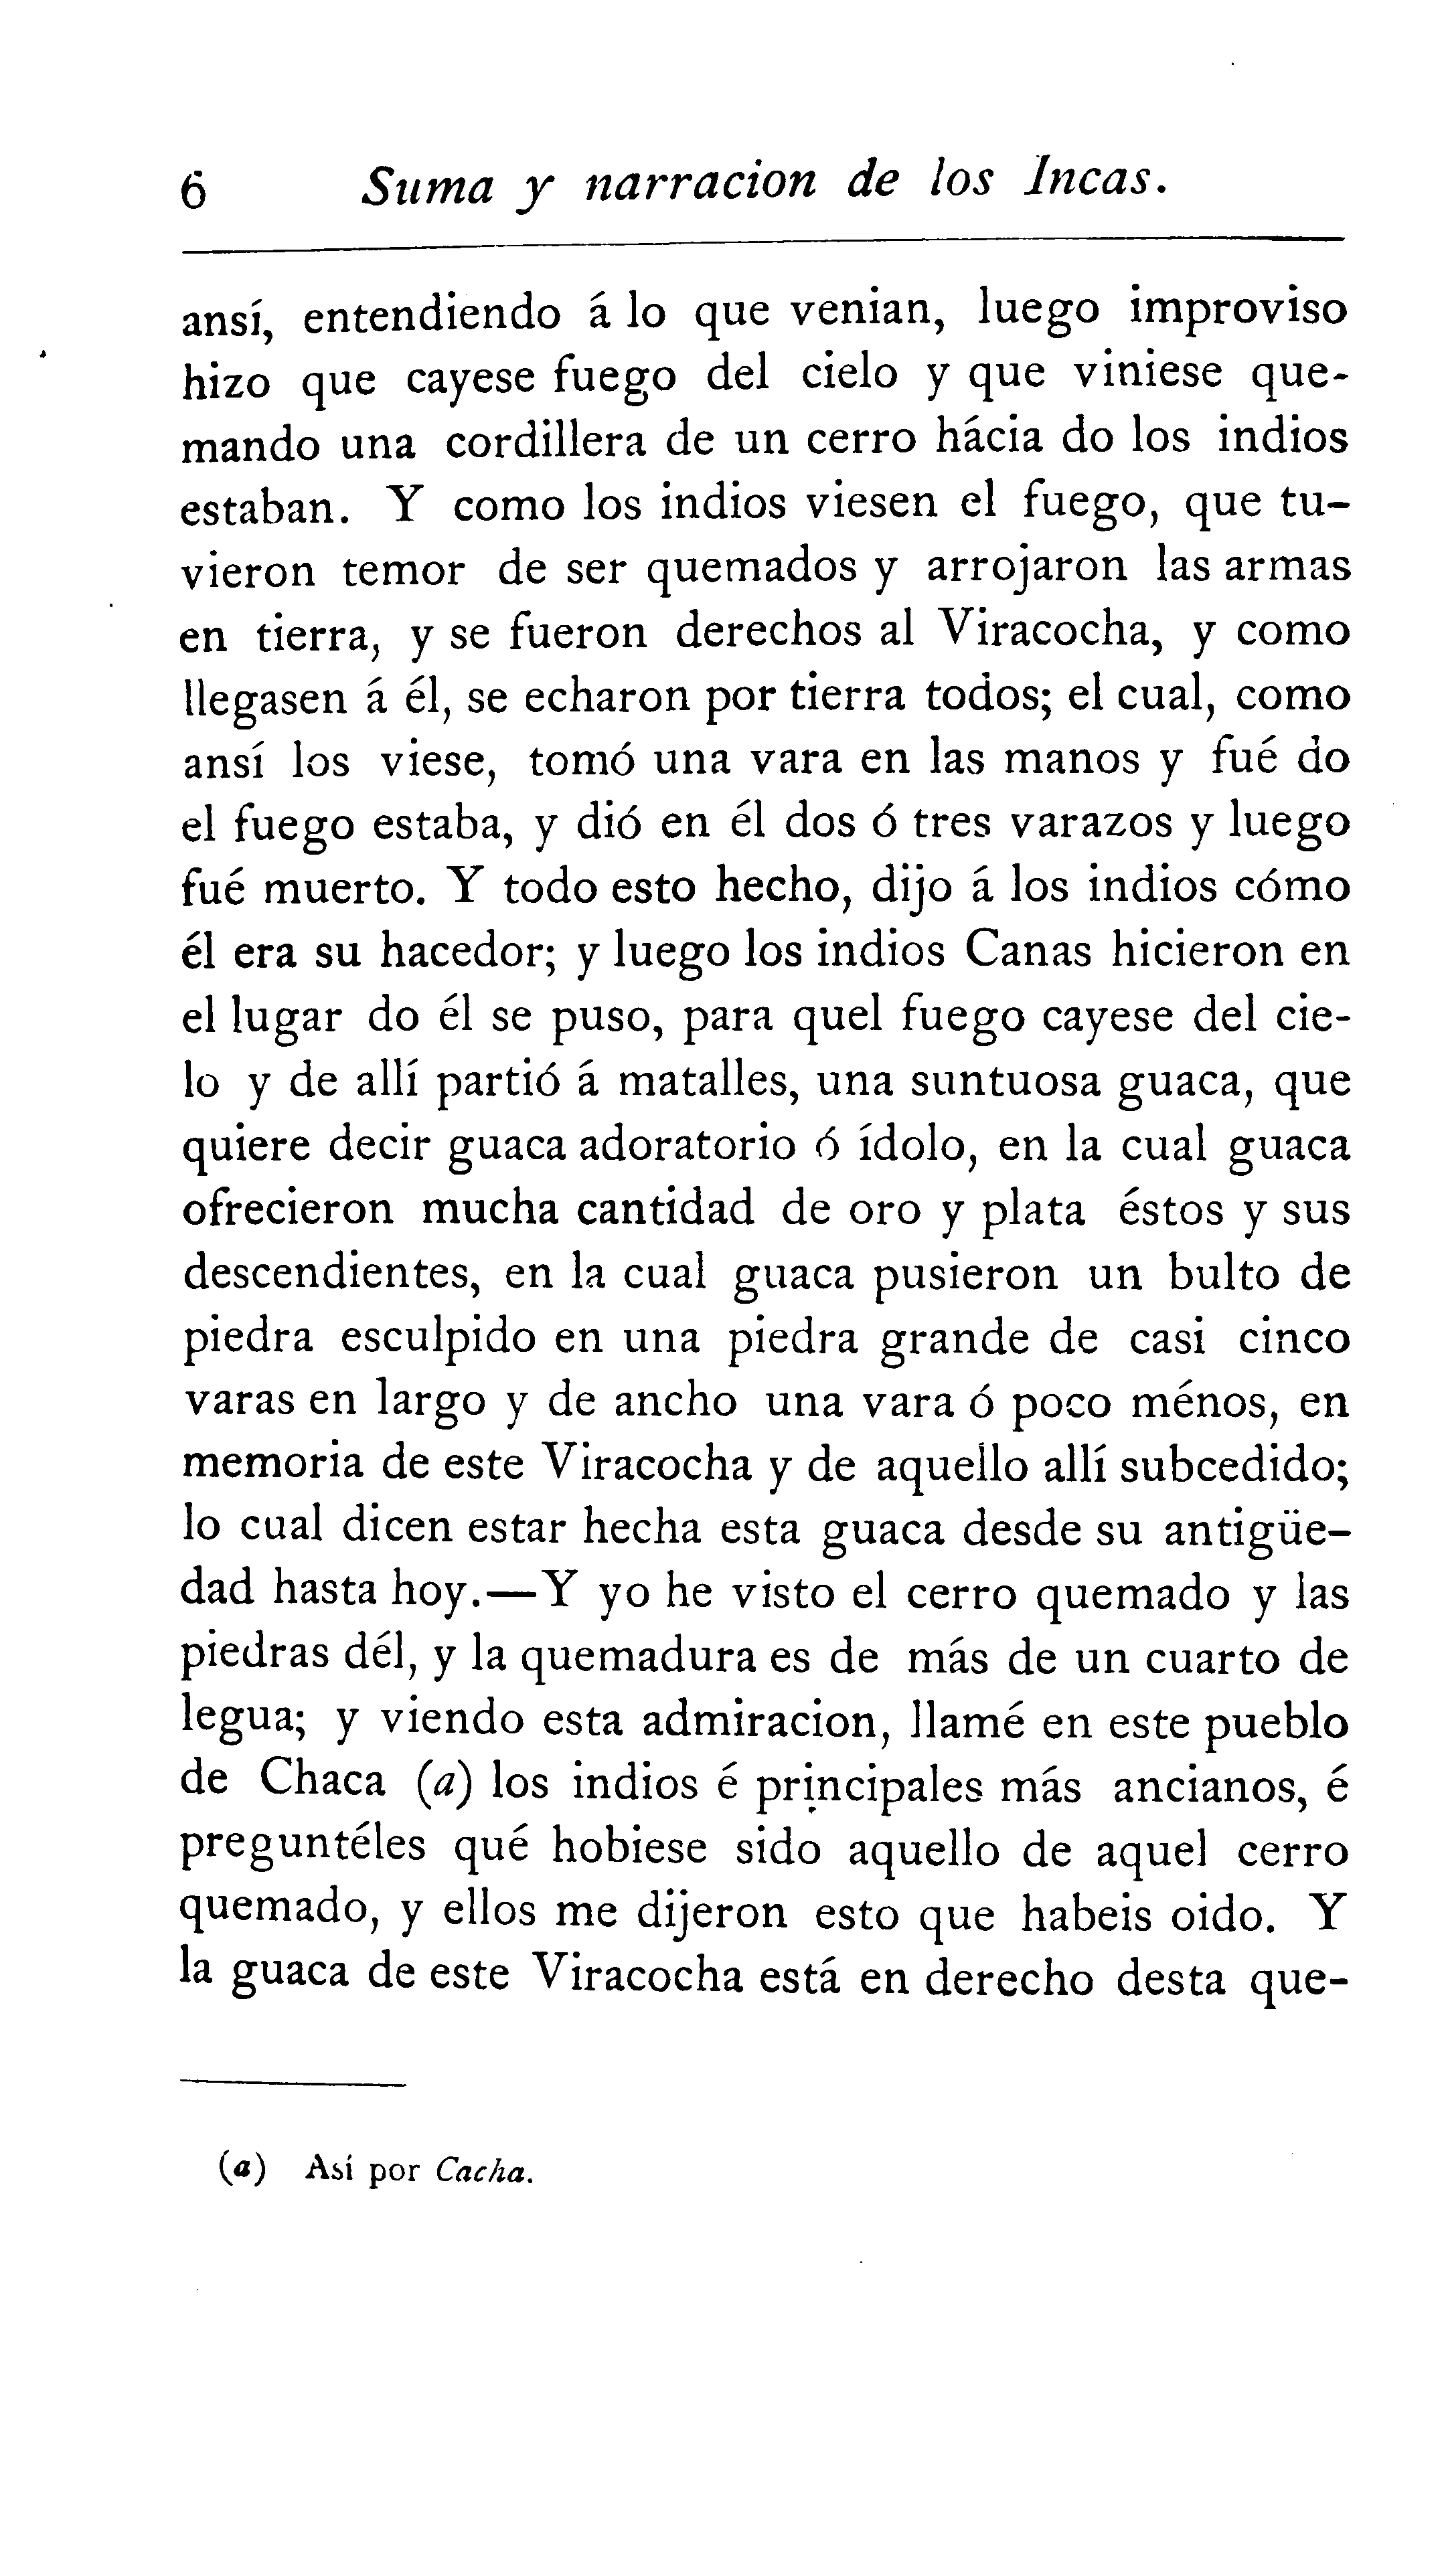 6 Suma y narracion de los Incas.
ansí, entendiendo á lo que venian, luego improviso
hizo que cayese fuego del cielo y que viniese que-
mando una cordillera de un cerro hácia do los indios
estaban. Y como los indios viesen el fuego, que tu-
vieron temor de ser quemados y arrojaron las armas
en tierra, y se fueron derechos al Viracocha, y como
llegasen á él, se echaron por tierra todos; el cual, como
ansí los viese, tomó una vara en las manos y fué do
el fuego estaba, y dió en él dos ó tres varazos y luego
fué muerto. Y todo esto hecho, dijo á los indios cómo
él era su hacedor; y luego los indios Canas hicieron en
el lugar do él se puso, para quel fuego cayese del cie-
lo y de allí partió á matalles, una suntuosa guaca, que
quiere decir guaca adoratorio ó ídolo, en la cual guaca
ofrecieron mucha cantidad de oro y plata éstos y sus
descendientes, en la cual guaca pusieron un bulto de
piedra esculpido en una piedra grande de casi cinco
varas en largo y de ancho una vara ó poco ménos, en
memoria de este Viracocha y de aquello allí subcedido;
lo cual dicen estar hecha esta guaca desde su antigüe-
dad hasta hoy.—Y yo he visto el cerro quemado y las
piedras dél, y la quemadura es de más de un cuarto de
legua; y viendo esta admiracion, llamé en este pueblo
de Chaca (a) los indios é principales más ancianos, é
preguntéles qué hobiese sido aquello de aquel cerro
quemado, y ellos me dijeron esto que habeis oido. Y
la guaca de este Viracocha está en derecho desta que-
(a) Así por Cacha.